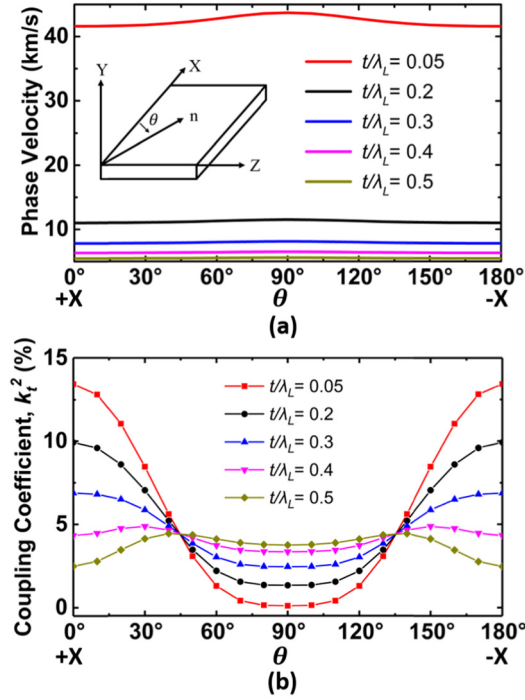 Phase Velocity (km/s)
50
40
30
20
10
t/λL= 0.05
t/λL= 0.2
t/λL= 0.3
t/λL= 0.4
t/λL= 0.5
Y
X
θ
n
Z
0° 30° 60° 90° 120° 150° 180°
+X θ -X
(a)
Coupling Coefficient, kt² (%)
15
10
5
0
t/λL= 0.05
t/λL= 0.2
t/λL= 0.3
t/λL= 0.4
t/λL= 0.5
0° 30° 60° 90° 120° 150° 180°
+X θ -X
(b)